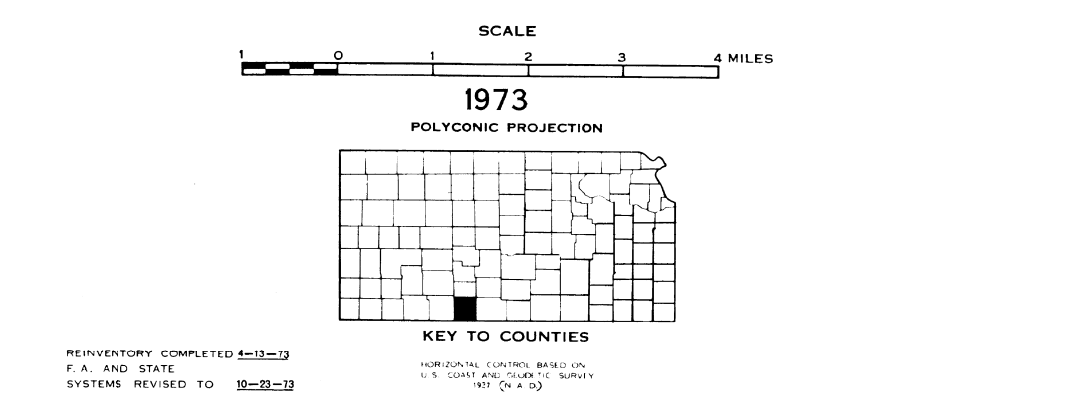 SCALE
1 0 1 2 3 4 MILES
1973
POLYCONIC PROJECTION
KEY TO COUNTIES
REINVENTORY COMPLETED 4-13-73
F. A. AND STATE
SYSTEMS REVISED TO 10-23-73
HORIZONTAL CONTROL BASED ON
U.S. COAST AND GEODETIC SURVEY
1927 (N.A.D.)